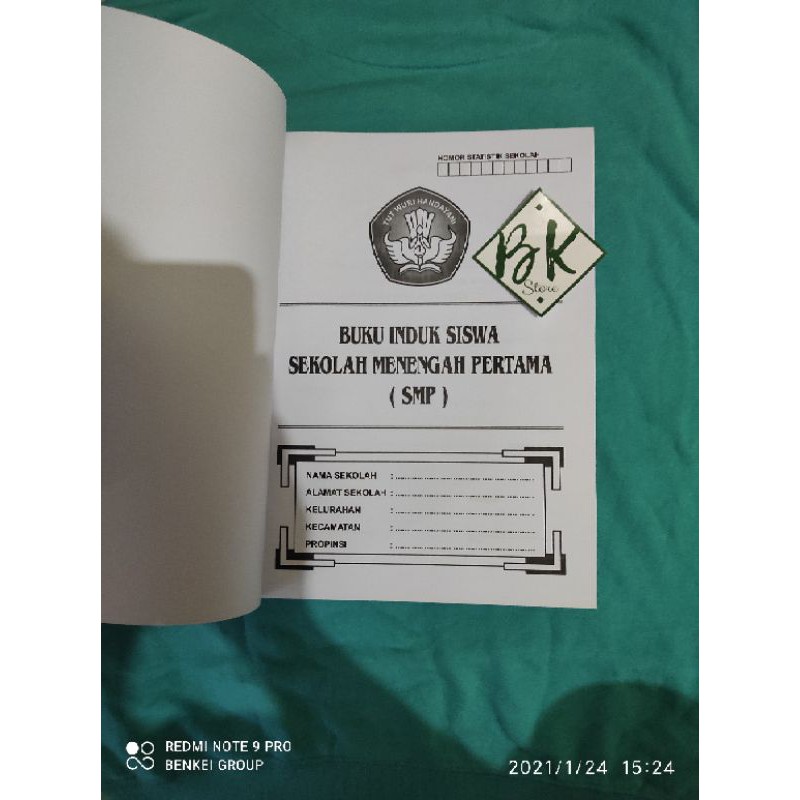 NOMOR STATISTIK SEKOLAH
TUT WURI HANDAYANI
BK
Store
BUKU INDUK SISWA
SEKOLAH MENENGAH PERTAMA
( SMP )
NAMA SEKOLAH :
ALAMAT SEKOLAH :
KELURAHAN :
KECAMATAN :
PROPINSI :
REDMI NOTE 9 PRO
BENKEI GROUP
2021/1/24 15:24